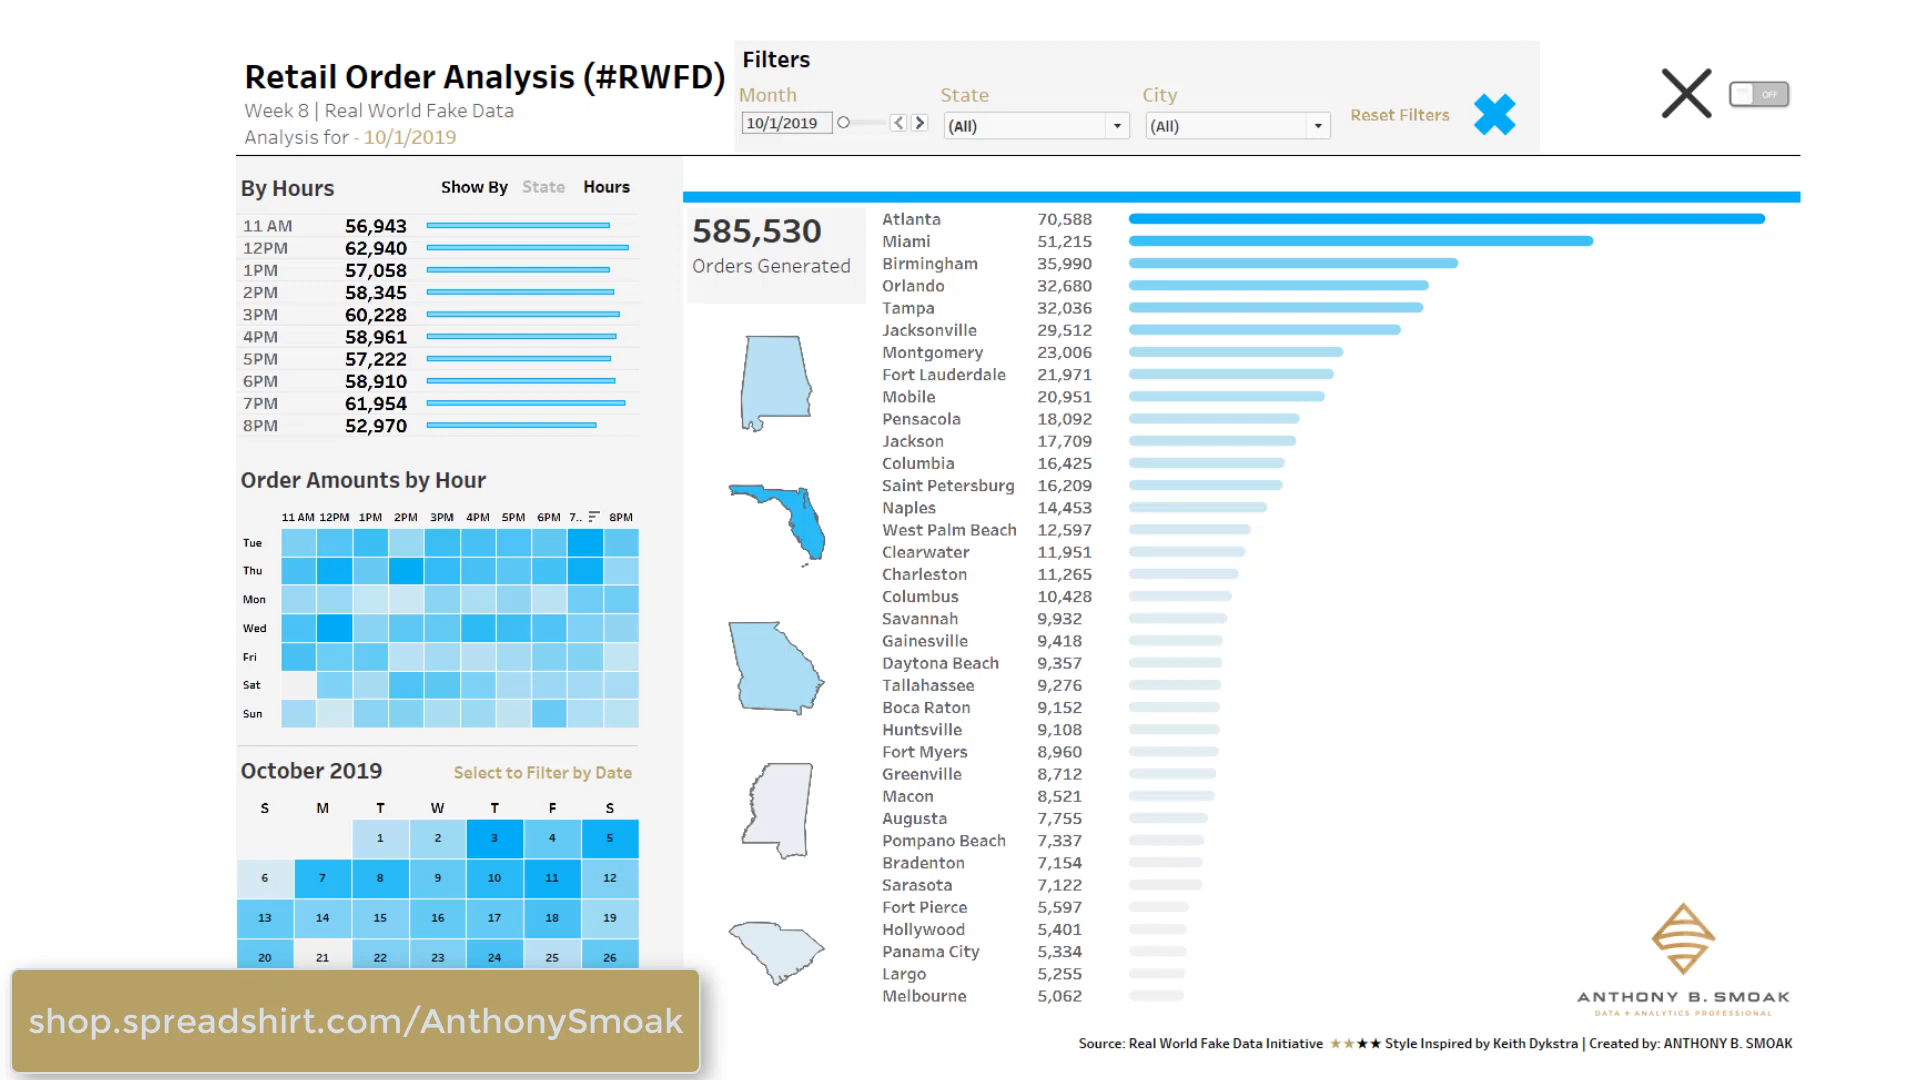 Retail Order Analysis (#RWFD)
Week 8 | Real World Fake Data
Analysis for - 10/1/2019
Filters
Month
State
City
10/1/2019
(All)
(All)
Reset Filters
OFF
By Hours
Show By State Hours
11 AM 56,943
12PM 62,940
1PM 57,058
2PM 58,345
3PM 60,228
4PM 58,961
5PM 57,222
6PM 58,910
7PM 61,954
8PM 52,970
Order Amounts by Hour
11 AM 12PM 1PM 2PM 3PM 4PM 5PM 6PM 7.. 8PM
Tue
Thu
Mon
Wed
Fri
Sat
Sun
October 2019
Select to Filter by Date
S M T W T F S
1 2 3 4 5
6 7 8 9 10 11 12
13 14 15 16 17 18 19
20 21 22 23 24 25 26
shop.spreadshirt.com/AnthonySmoak
585,530
Orders Generated
Atlanta 70,588
Miami 51,215
Birmingham 35,990
Orlando 32,680
Tampa 32,036
Jacksonville 29,512
Montgomery 23,006
Fort Lauderdale 21,971
Mobile 20,951
Pensacola 18,092
Jackson 17,709
Columbia 16,425
Saint Petersburg 16,209
Naples 14,453
West Palm Beach 12,597
Clearwater 11,951
Charleston 11,265
Columbus 10,428
Savannah 9,932
Gainesville 9,418
Daytona Beach 9,357
Tallahassee 9,276
Boca Raton 9,152
Huntsville 9,108
Fort Myers 8,960
Greenville 8,712
Macon 8,521
Augusta 7,755
Pompano Beach 7,337
Bradenton 7,154
Sarasota 7,122
Fort Pierce 5,597
Hollywood 5,401
Panama City 5,334
Largo 5,255
Melbourne 5,062
ANTHONY B. SMOAK
DATA + ANALYTICS PROFESSIONAL
Source: Real World Fake Data Initiative ★★★★ Style Inspired by Keith Dykstra | Created by: ANTHONY B. SMOAK